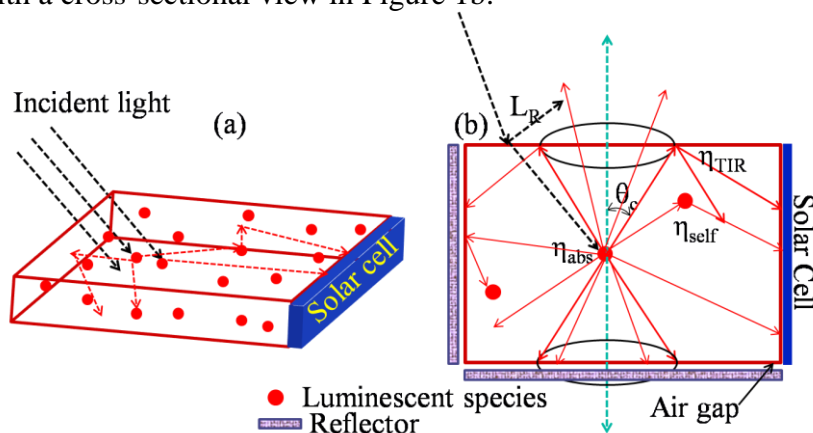 with a cross-sectional view in Figure 1b.
Incident light
(a)
Solar cell
(b)
L_R
η_TIR
θ_c
η_self
η_abs
Solar Cell
Air gap
Luminescent species
Reflector